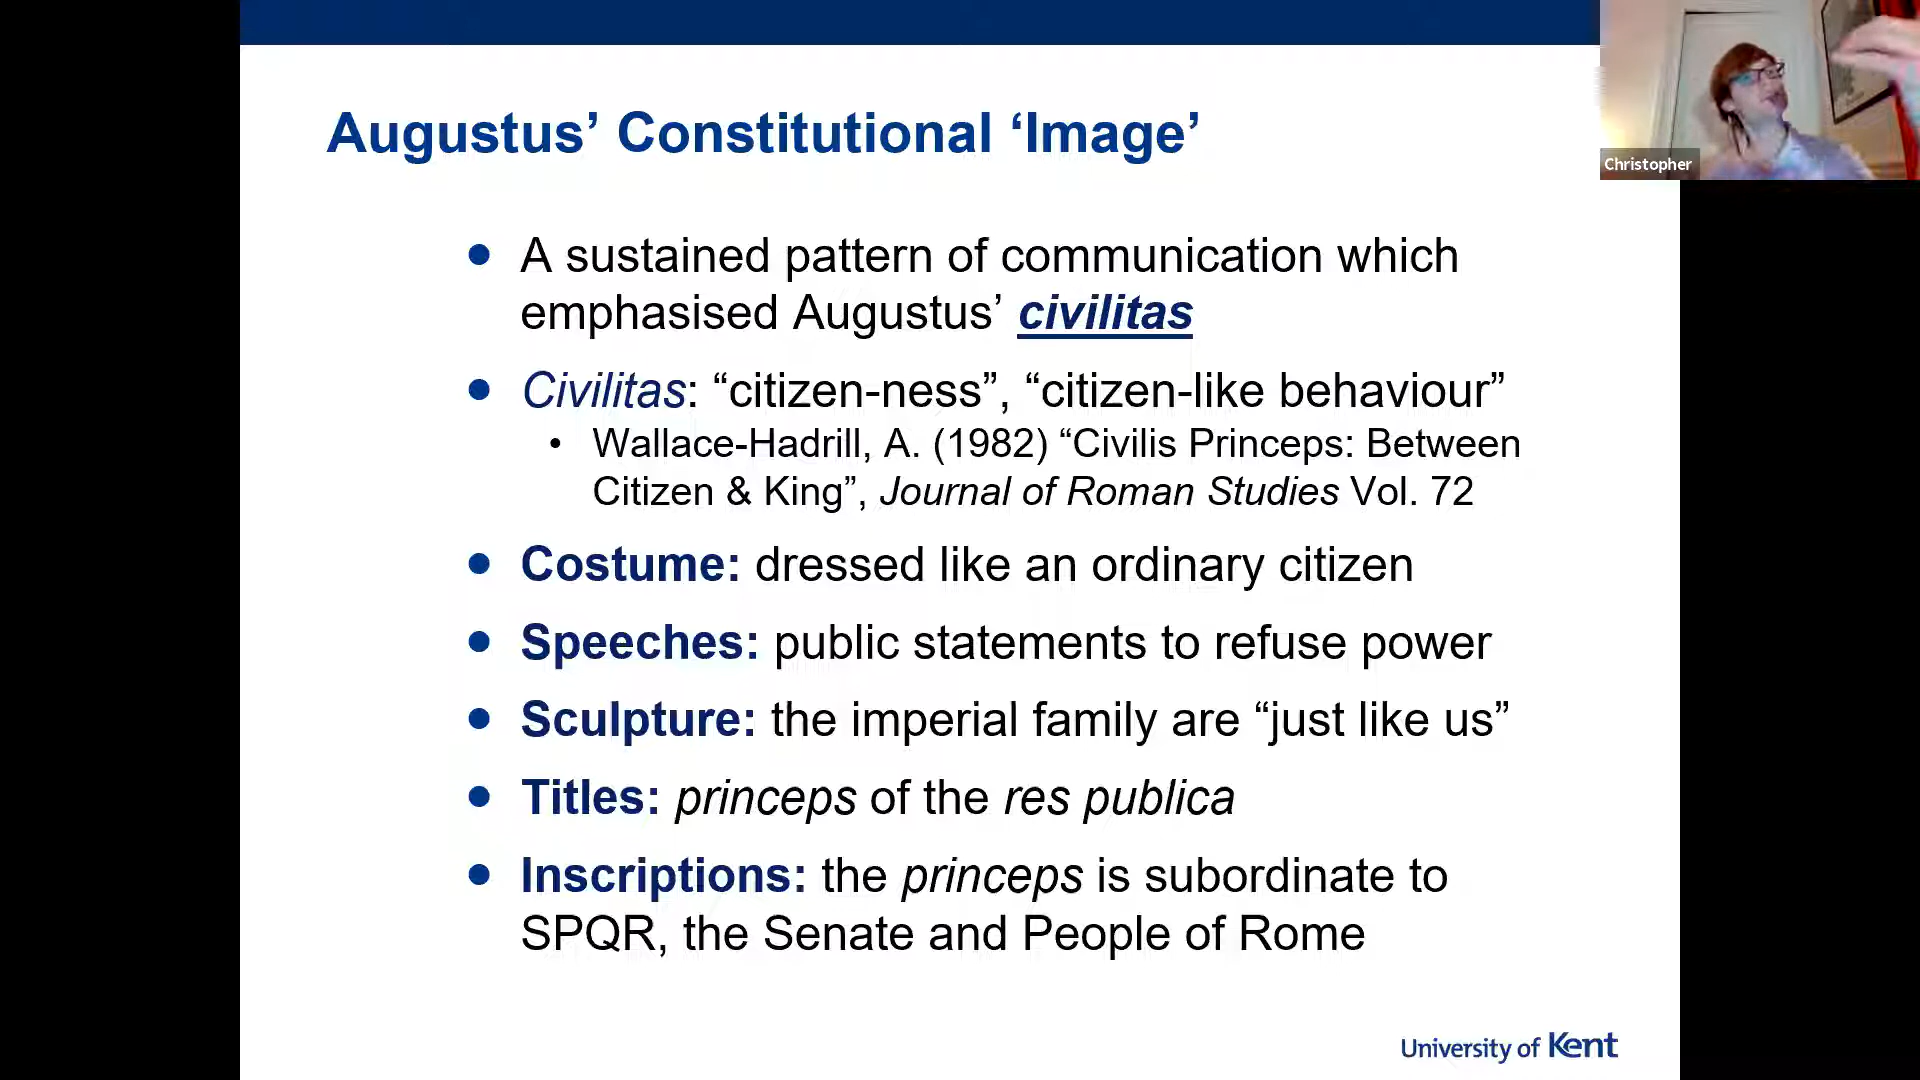 Augustus’ Constitutional ‘Image’
Christopher
● A sustained pattern of communication which
emphasised Augustus’ civilitas
● Civilitas: “citizen-ness”, “citizen-like behaviour”
• Wallace-Hadrill, A. (1982) “Civilis Princeps: Between
Citizen & King”, Journal of Roman Studies Vol. 72
● Costume: dressed like an ordinary citizen
● Speeches: public statements to refuse power
● Sculpture: the imperial family are “just like us”
● Titles: princeps of the res publica
● Inscriptions: the princeps is subordinate to
SPQR, the Senate and People of Rome
University of Kent